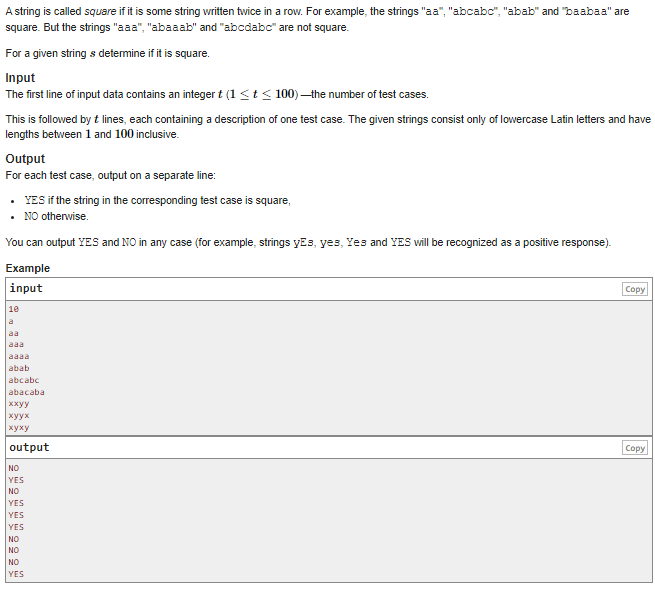 A string is called square if it is some string written twice in a row. For example, the strings "aa", "abcabc", "abab" and "baabaa" are
square. But the strings "aaa", "abaaab" and "abcdabc" are not square.
For a given string s determine if it is square.
Input
The first line of input data contains an integer t (1 ≤ t ≤ 100) —the number of test cases.
This is followed by t lines, each containing a description of one test case. The given strings consist only of lowercase Latin letters and have
lengths between 1 and 100 inclusive.
Output
For each test case, output on a separate line:
• YES if the string in the corresponding test case is square,
• NO otherwise.
You can output YES and NO in any case (for example, strings yEs, yes, Yes and YES will be recognized as a positive response).
Example
input Copy
10
a
aa
aaa
aaaa
abab
abcabc
abacaba
xxyy
xyyx
xyxy
output Copy
NO
YES
NO
YES
YES
YES
NO
NO
NO
YES